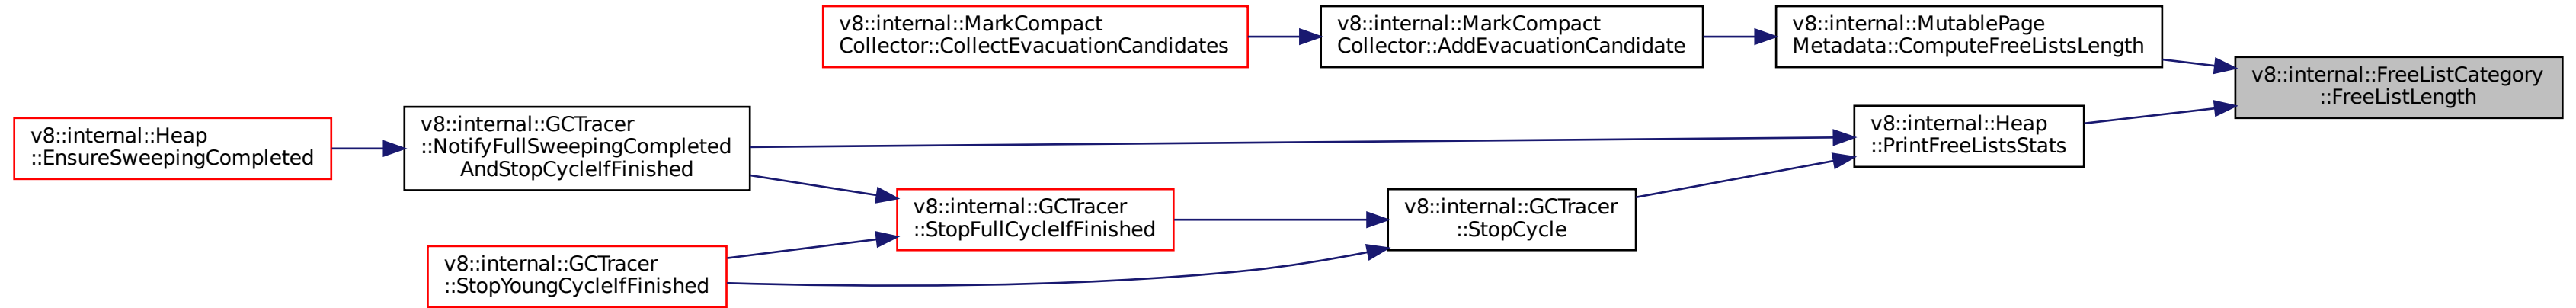 v8::internal::MarkCompact
Collector::CollectEvacuationCandidates
v8::internal::MarkCompact
Collector::AddEvacuationCandidate
v8::internal::MutablePage
Metadata::ComputeFreeListsLength
v8::internal::FreeListCategory
::FreeListLength
v8::internal::Heap
::EnsureSweepingCompleted
v8::internal::GCTracer
::NotifyFullSweepingCompleted
AndStopCycleIfFinished
v8::internal::Heap
::PrintFreeListsStats
v8::internal::GCTracer
::StopFullCycleIfFinished
v8::internal::GCTracer
::StopCycle
v8::internal::GCTracer
::StopYoungCycleIfFinished